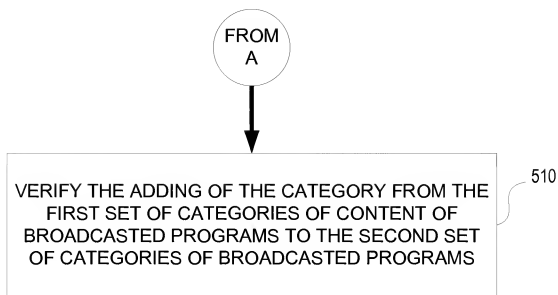 FROM
A
VERIFY THE ADDING OF THE CATEGORY FROM THE
FIRST SET OF CATEGORIES OF CONTENT OF
BROADCASTED PROGRAMS TO THE SECOND SET
OF CATEGORIES OF BROADCASTED PROGRAMS
510